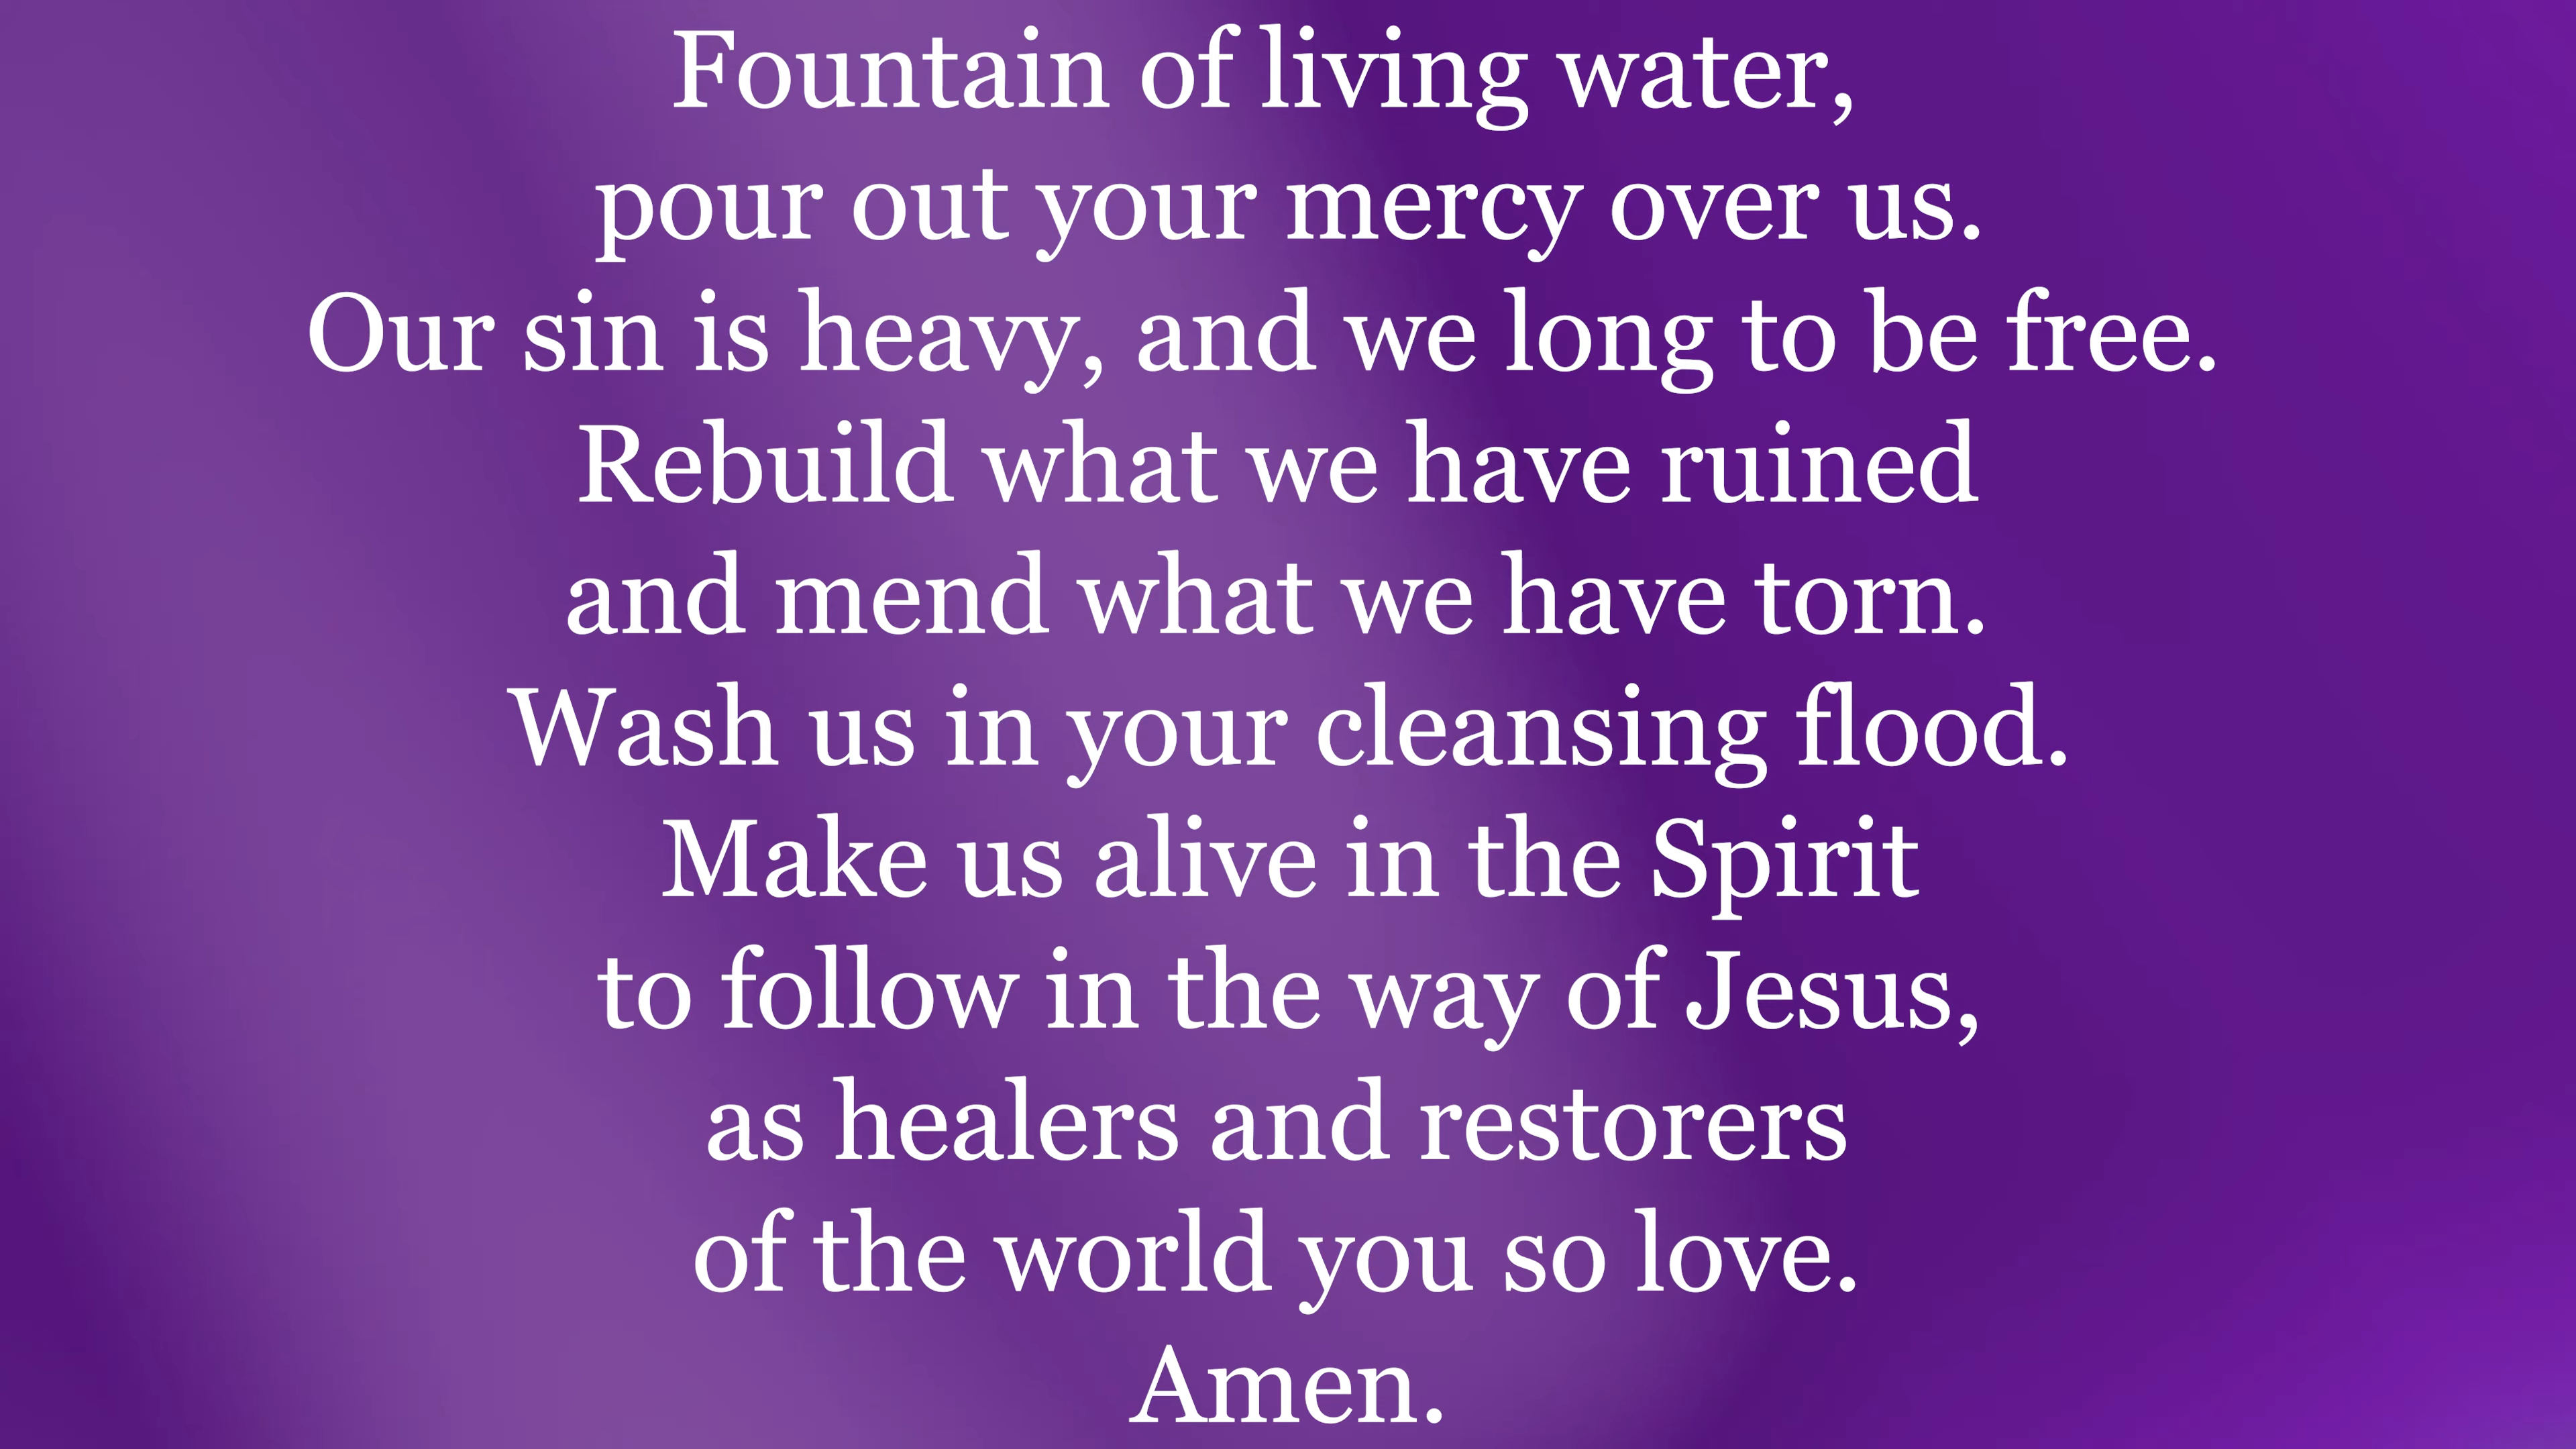 Fountain of living water,
pour out your mercy over us.
Our sin is heavy, and we long to be free.
Rebuild what we have ruined
and mend what we have torn.
Wash us in your cleansing flood.
Make us alive in the Spirit
to follow in the way of Jesus,
as healers and restorers
of the world you so love.
Amen.